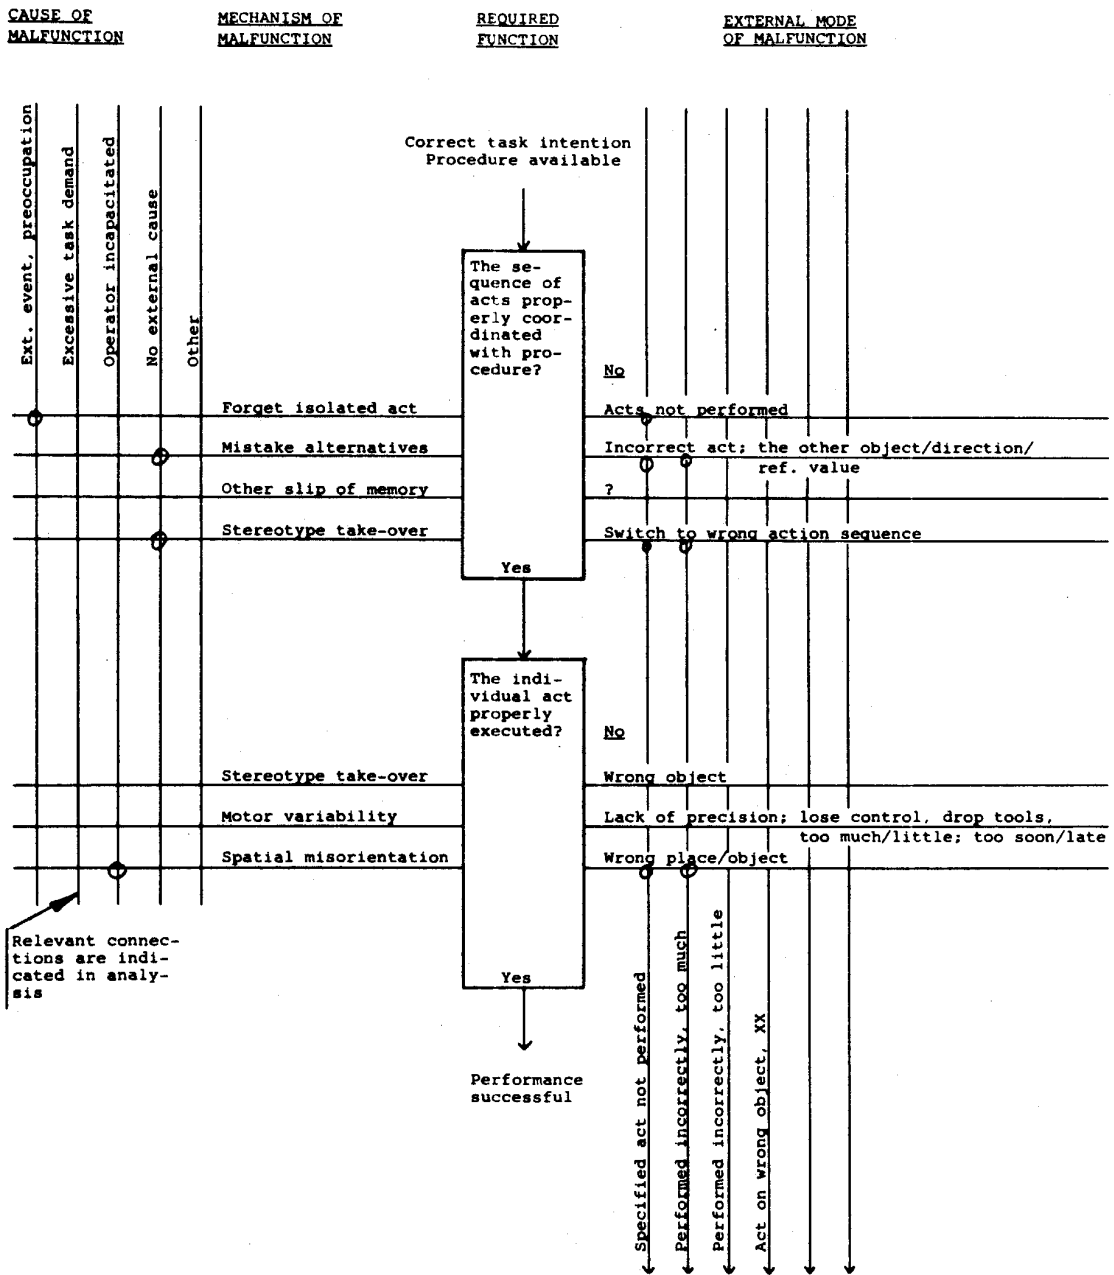 CAUSE OF
MALFUNCTION
MECHANISM OF
MALFUNCTION
REQUIRED
FUNCTION
EXTERNAL MODE
OF MALFUNCTION
Ext. event, preoccupation
Excessive task demand
Operator incapacitated
No external cause
Other
Correct task intention
Procedure available
The se-
quence of
acts prop-
erly coor-
dinated
with pro-
cedure?
No
Forget isolated act
Acts not performed
Mistake alternatives
Incorrect act; the other object/direction/
ref. value
Other slip of memory
?
Stereotype take-over
Switch to wrong action sequence
Yes
The indi-
vidual act
properly
executed?
No
Stereotype take-over
Wrong object
Motor variability
Lack of precision; lose control, drop tools,
too much/little; too soon/late
Spatial misorientation
Wrong place/object
Relevant connec-
tions are indi-
cated in analy-
sis
Yes
Performance
successful
Specified act not performed
Performed incorrectly, too much
Performed incorrectly, too little
Act on wrong object, XX